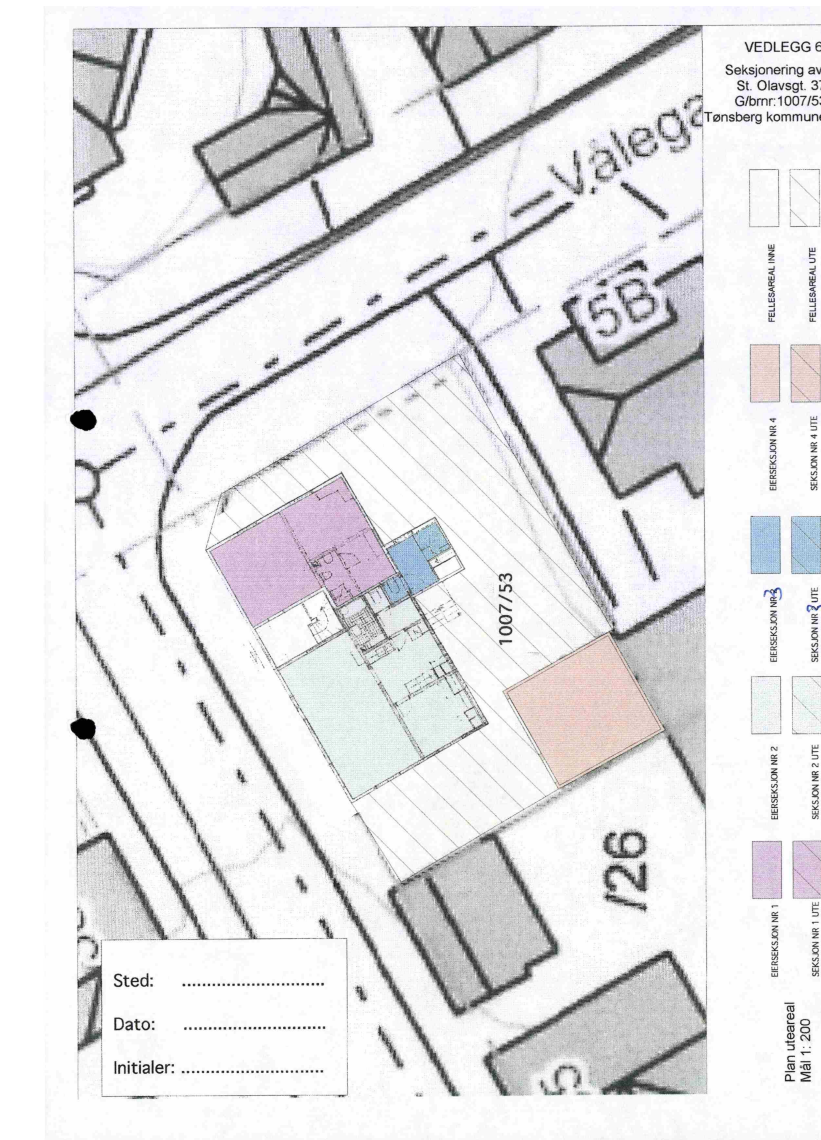 VEDLEGG 6
Seksjonering av
St. Olavsgt. 37
G/brnr:1007/53
Tønsberg kommune
Vålega
5B
1007/53
/26
FELLESAREAL INNE
FELLESAREAL UTE
EIERSEKSJON NR 4
SEKSJON NR 4 UTE
EIERSEKSJON NR 3
SEKSJON NR 3 UTE
EIERSEKSJON NR 2
SEKSJON NR 2 UTE
EIERSEKSJON NR 1
SEKSJON NR 1 UTE
Plan uteareal
Mål 1: 200
Sted: ............................
Dato: ............................
Initialer: ............................